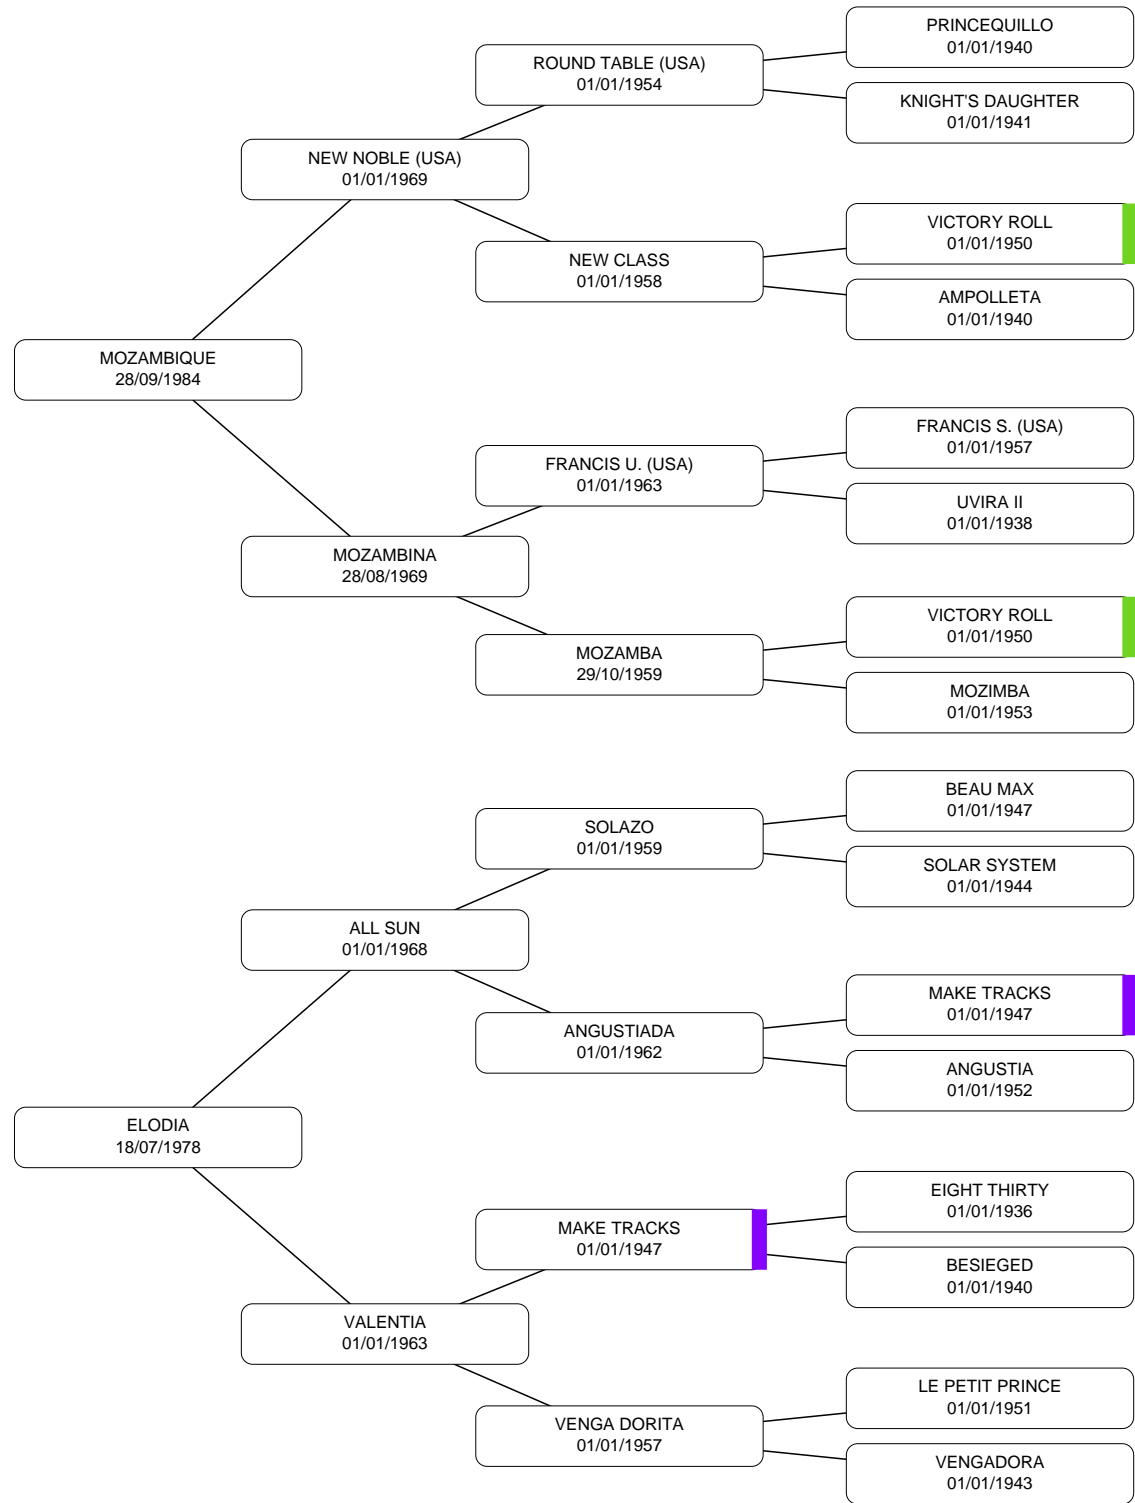 PRINCEQUILLO
01/01/1940
ROUND TABLE (USA)
01/01/1954
KNIGHT'S DAUGHTER
01/01/1941
NEW NOBLE (USA)
01/01/1969
VICTORY ROLL
01/01/1950
NEW CLASS
01/01/1958
AMPOLLETA
01/01/1940
MOZAMBIQUE
28/09/1984
FRANCIS S. (USA)
01/01/1957
FRANCIS U. (USA)
01/01/1963
UVIRA II
01/01/1938
MOZAMBINA
28/08/1969
VICTORY ROLL
01/01/1950
MOZAMBA
29/10/1959
MOZIMBA
01/01/1953
BEAU MAX
01/01/1947
SOLAZO
01/01/1959
SOLAR SYSTEM
01/01/1944
ALL SUN
01/01/1968
MAKE TRACKS
01/01/1947
ANGUSTIADA
01/01/1962
ANGUSTIA
01/01/1952
ELODIA
18/07/1978
EIGHT THIRTY
01/01/1936
MAKE TRACKS
01/01/1947
BESIEGED
01/01/1940
VALENTIA
01/01/1963
LE PETIT PRINCE
01/01/1951
VENGA DORITA
01/01/1957
VENGADORA
01/01/1943